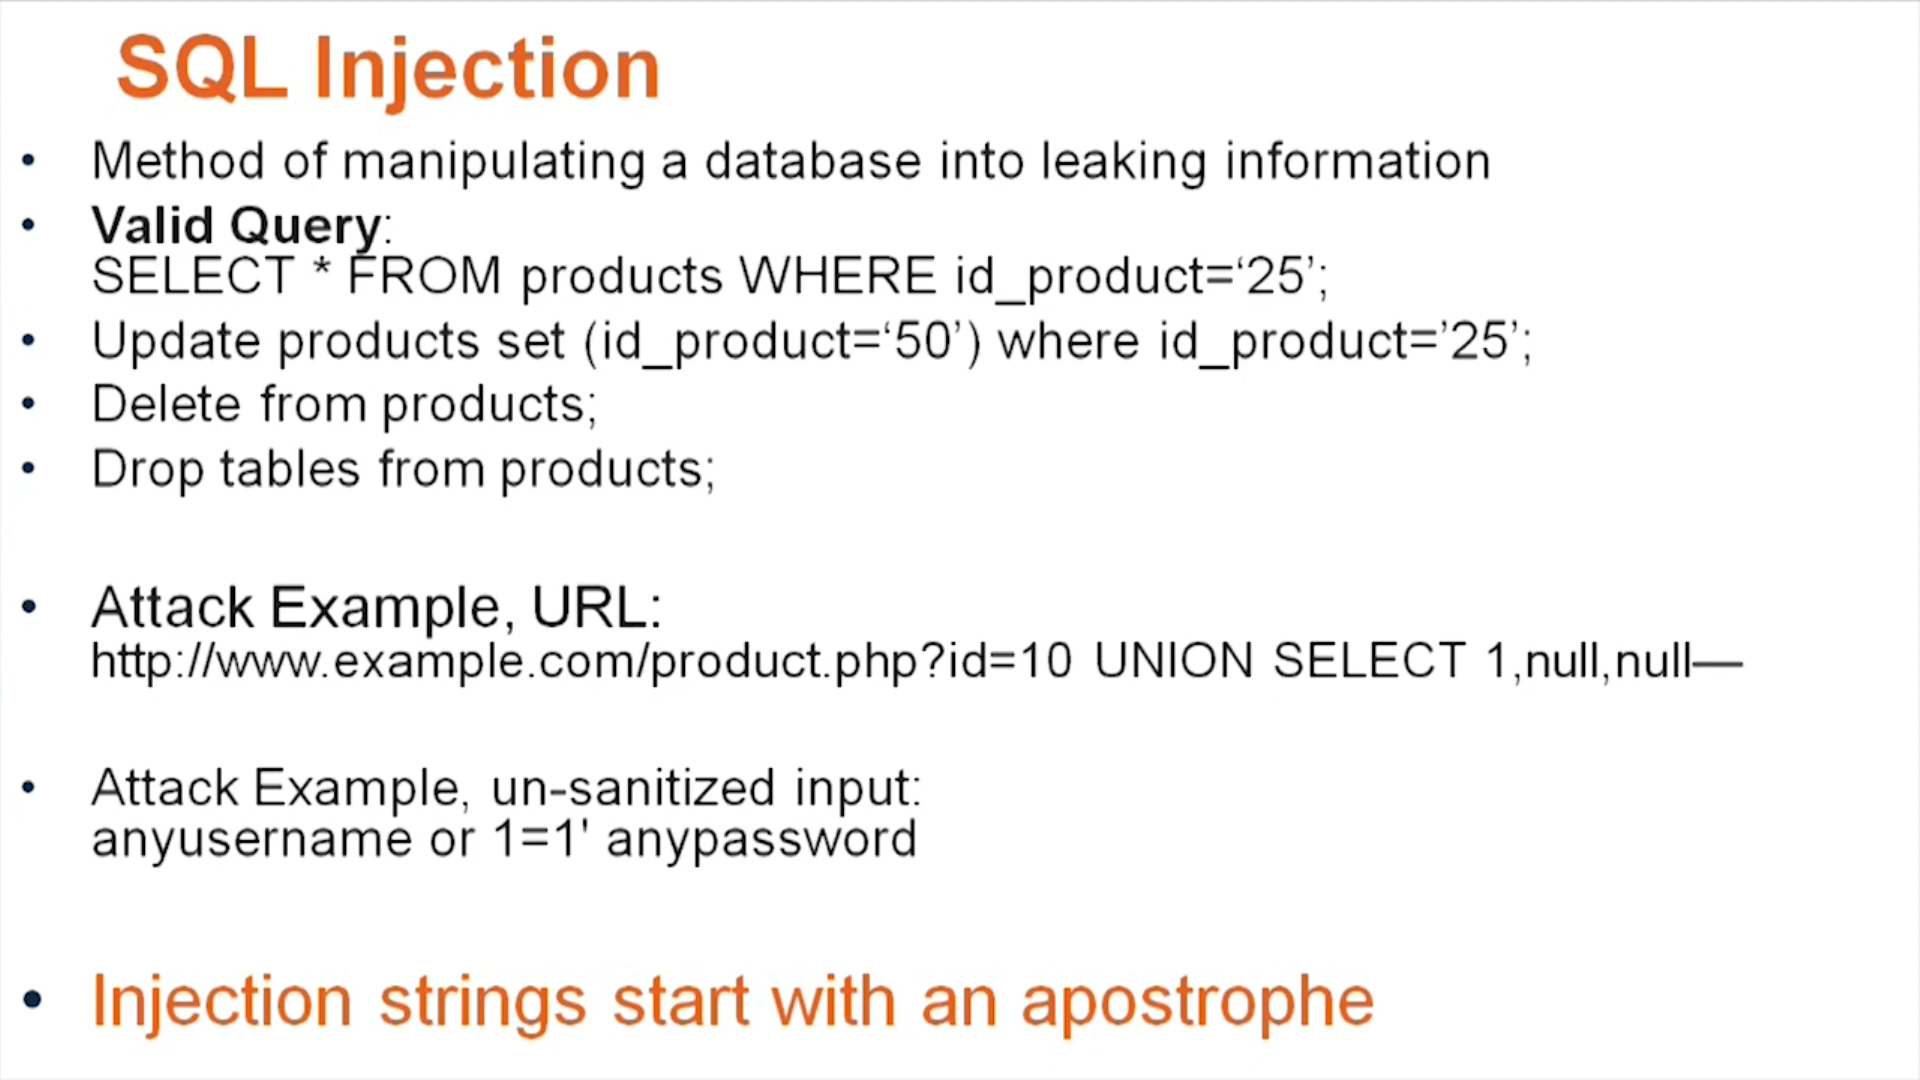 SQL Injection
• Method of manipulating a database into leaking information
• Valid Query:
SELECT * FROM products WHERE id_product=‘25’;
• Update products set (id_product=‘50’) where id_product=’25’;
• Delete from products;
• Drop tables from products;
• Attack Example, URL:
http://www.example.com/product.php?id=10 UNION SELECT 1,null,null—
• Attack Example, un-sanitized input:
anyusername or 1=1' anypassword
• Injection strings start with an apostrophe